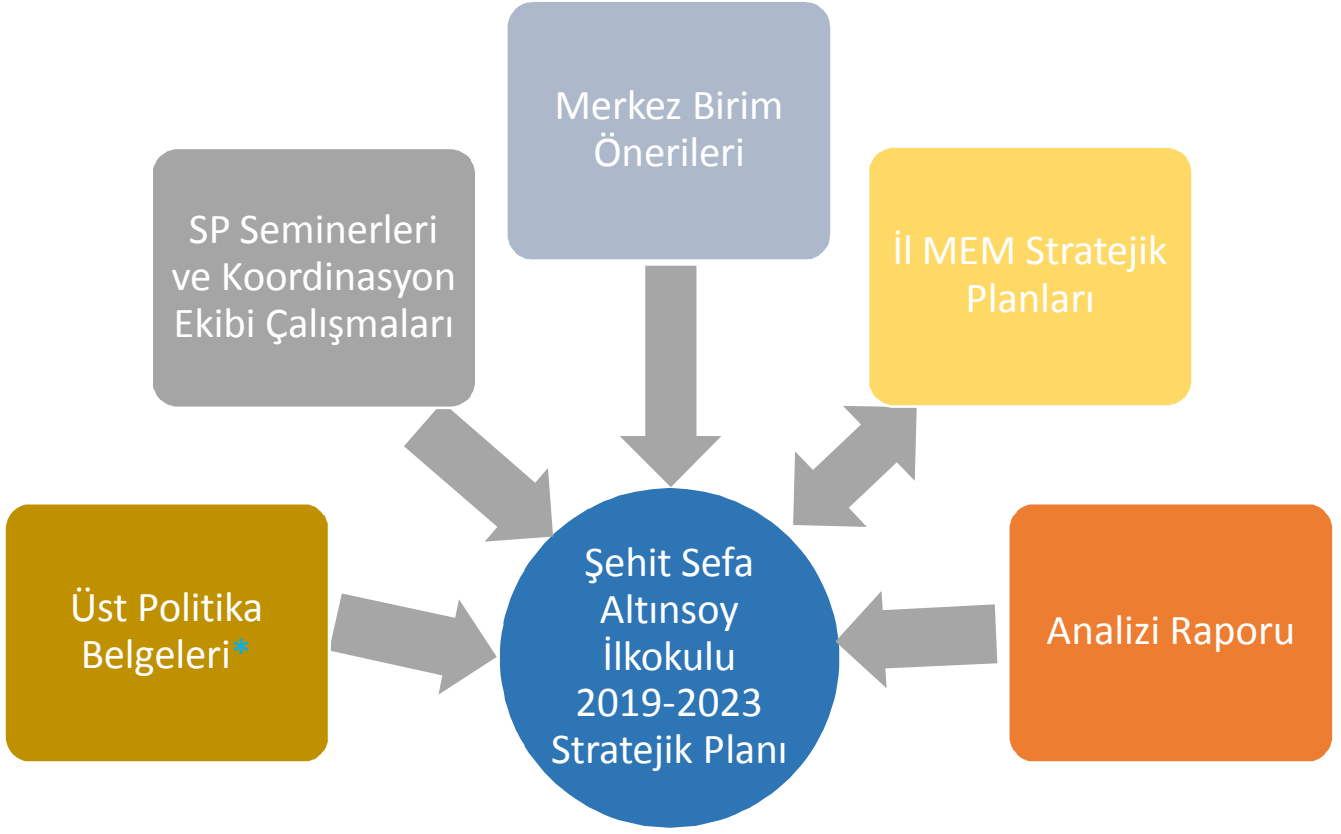 Merkez Birim
Önerileri
SP Seminerleri
ve Koordinasyon
Ekibi Çalışmaları
İl MEM Stratejik
Planları
Üst Politika
Belgeleri*
Şehit Sefa
Altınsoy
İlkokulu
2019-2023
Stratejik Planı
Analizi Raporu